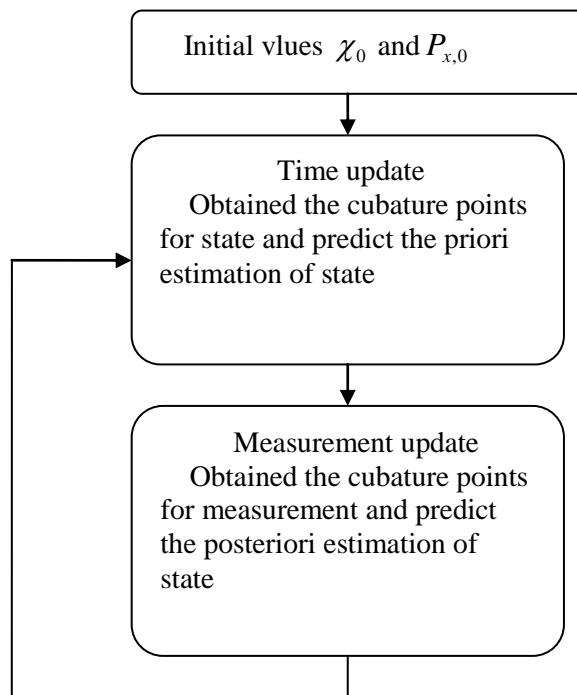 Initial vlues χ₀ and Pₓ,₀
Time update
Obtained the cubature points
for state and predict the priori
estimation of state
Measurement update
Obtained the cubature points
for measurement and predict
the posteriori estimation of
state